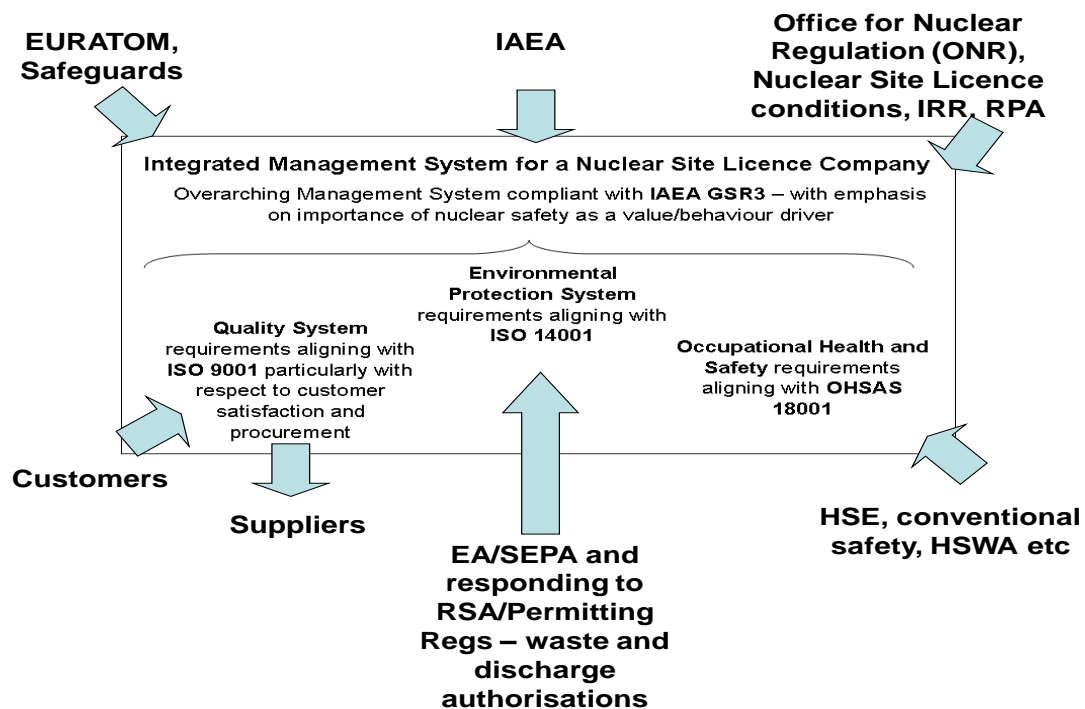 EURATOM,
Safeguards
IAEA
Office for Nuclear
Regulation (ONR),
Nuclear Site Licence
conditions, IRR, RPA
Integrated Management System for a Nuclear Site Licence Company
Overarching Management System compliant with IAEA GSR3 – with emphasis
on importance of nuclear safety as a value/behaviour driver
Environmental
Protection System
requirements aligning with
ISO 14001
Quality System
requirements aligning with
ISO 9001 particularly with
respect to customer
satisfaction and
procurement
Occupational Health and
Safety requirements
aligning with OHSAS
18001
Customers
Suppliers
EA/SEPA and
responding to
RSA/Permitting
Regs – waste and
discharge
authorisations
HSE, conventional
safety, HSWA etc